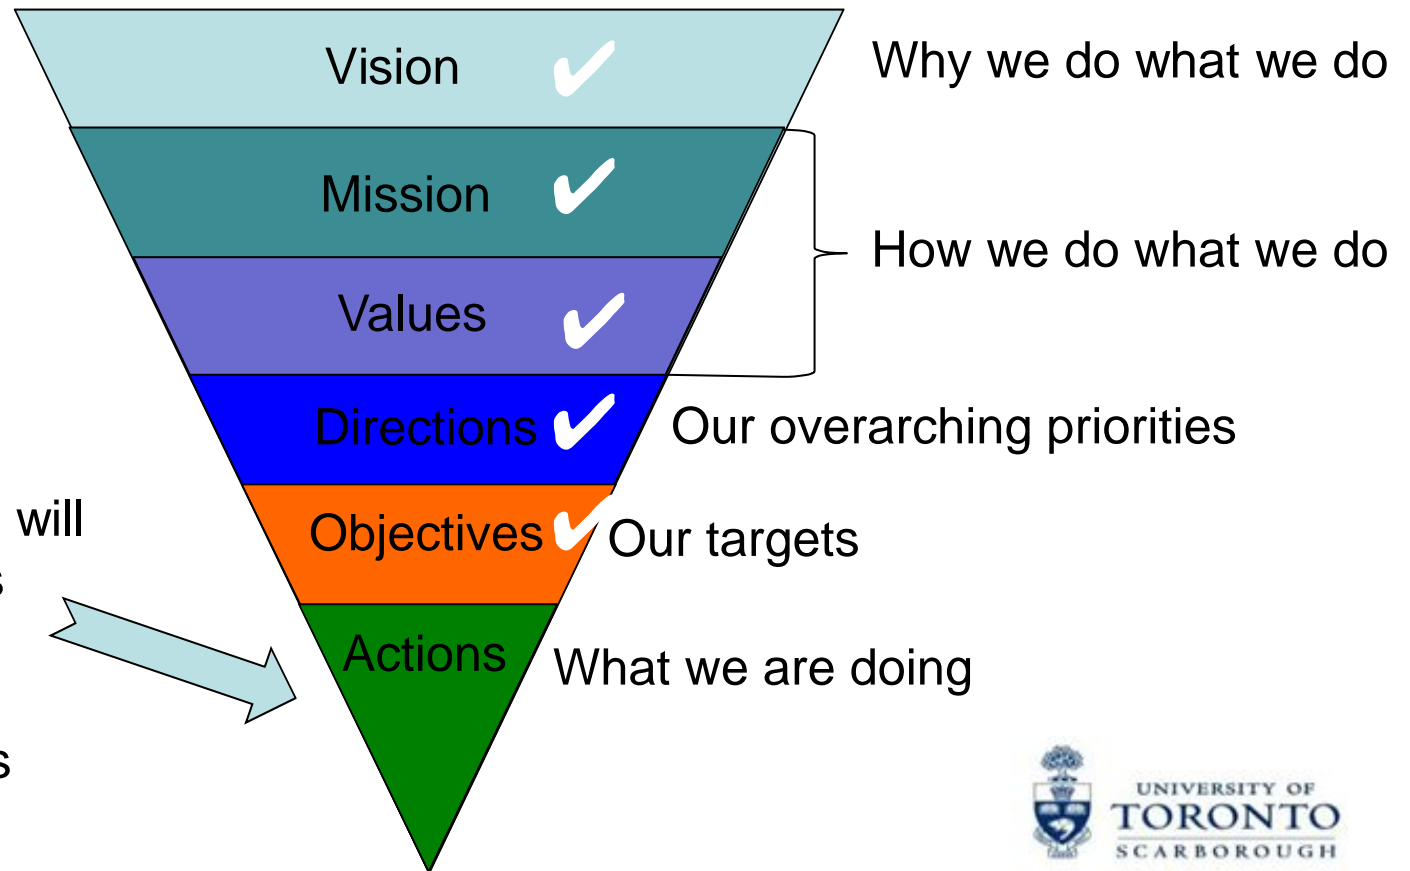 Vision ✔ Why we do what we do
Mission ✔
How we do what we do
Values ✔
Directions ✔ Our overarching priorities
will
Objectives ✔ Our targets
s
Actions What we are doing
s
UNIVERSITY OF
TORONTO
SCARBOROUGH